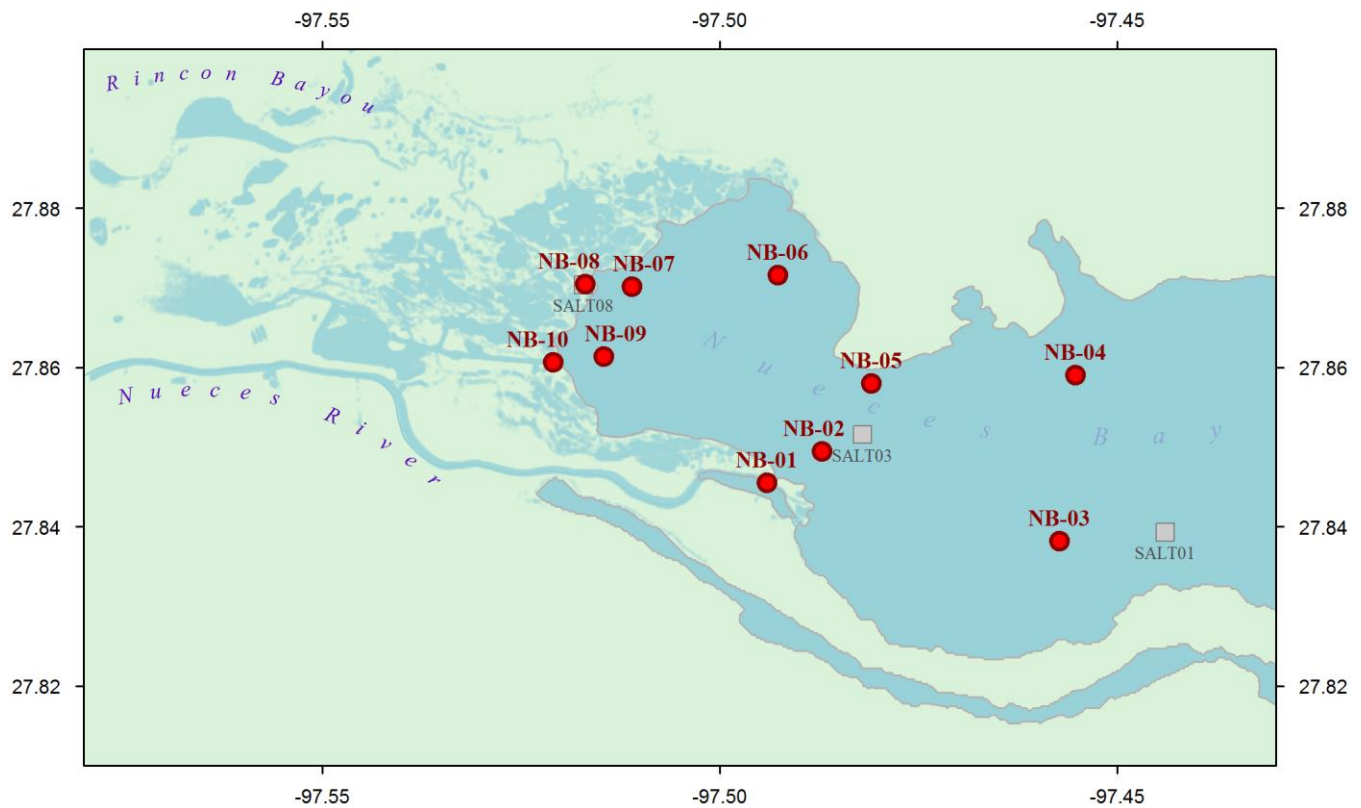 -97.55 -97.50 -97.45
Rincon Bayou
27.88 27.88
NB-06
NB-08 NB-07
SALT08
NB-10 NB-09
27.86 27.86
NB-05 NB-04
Nueces Bay
Nueces River
NB-02
SALT03
NB-01
NB-03
27.84 27.84
SALT01
27.82 27.82
-97.55 -97.50 -97.45